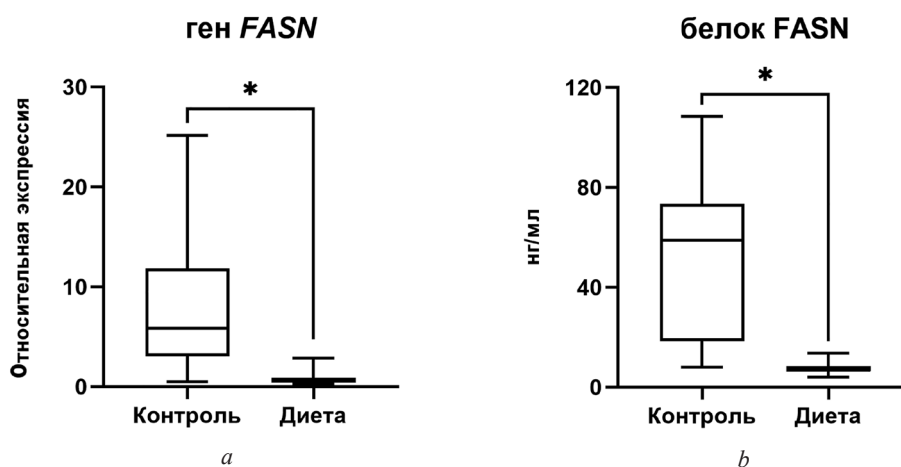 ген FASN
*
30
20
10
0
Относительная экспрессия
Контроль
Диета
a
белок FASN
*
120
80
40
0
нг/мл
Контроль
Диета
b